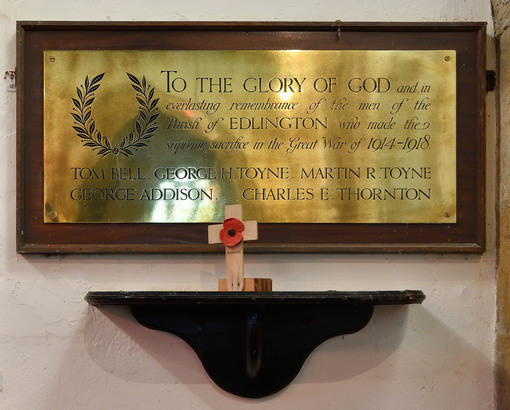 TO THE GLORY OF GOD and in
everlasting remembrance of the men of the
Parish of EDLINGTON who made the
supreme sacrifice in the Great War of 1914-1918.
TOM BELL. GEORGE H. TOYNE. MARTIN R. TOYNE
GEORGE ADDISON. CHARLES E. THORNTON